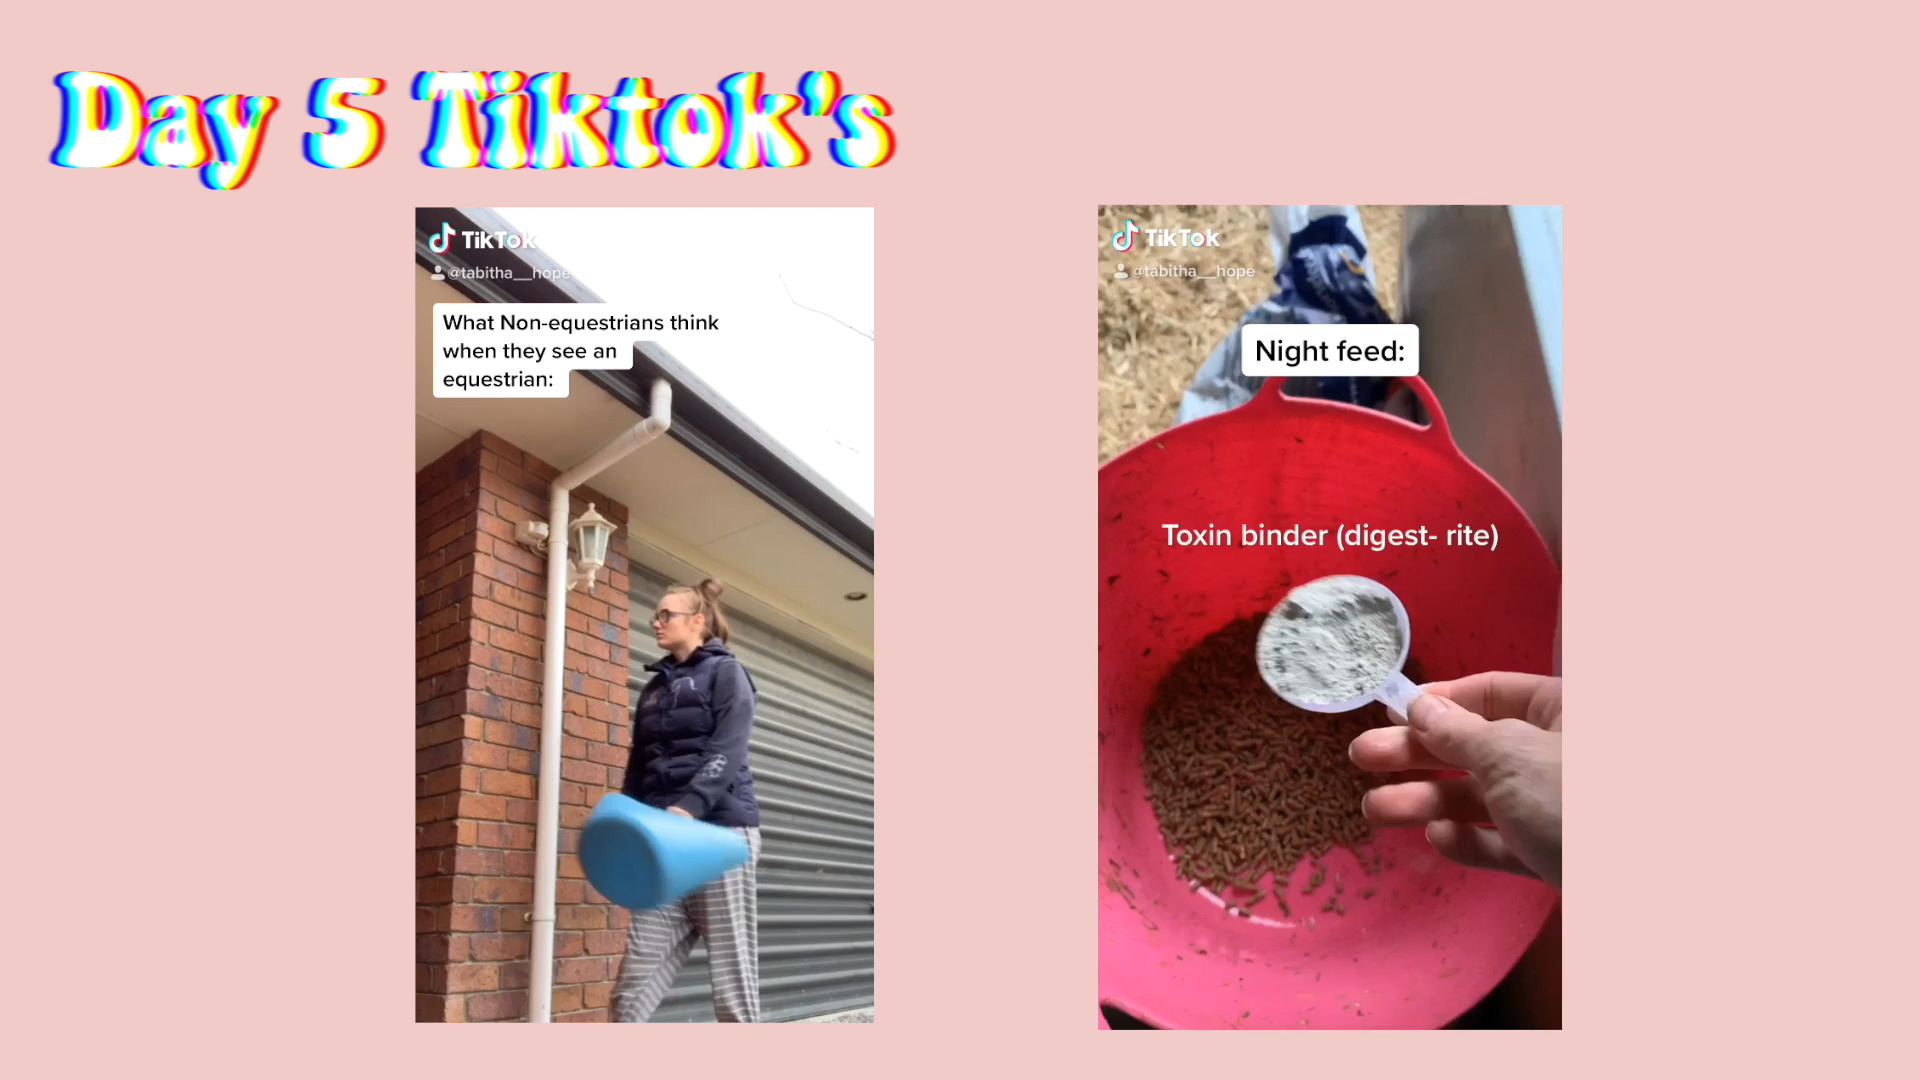 Day 5 Tiktok's
TikTok
@tabitha__hope
What Non-equestrians think
when they see an
equestrian:
TikTok
@tabitha__hope
Night feed:
Toxin binder (digest- rite)